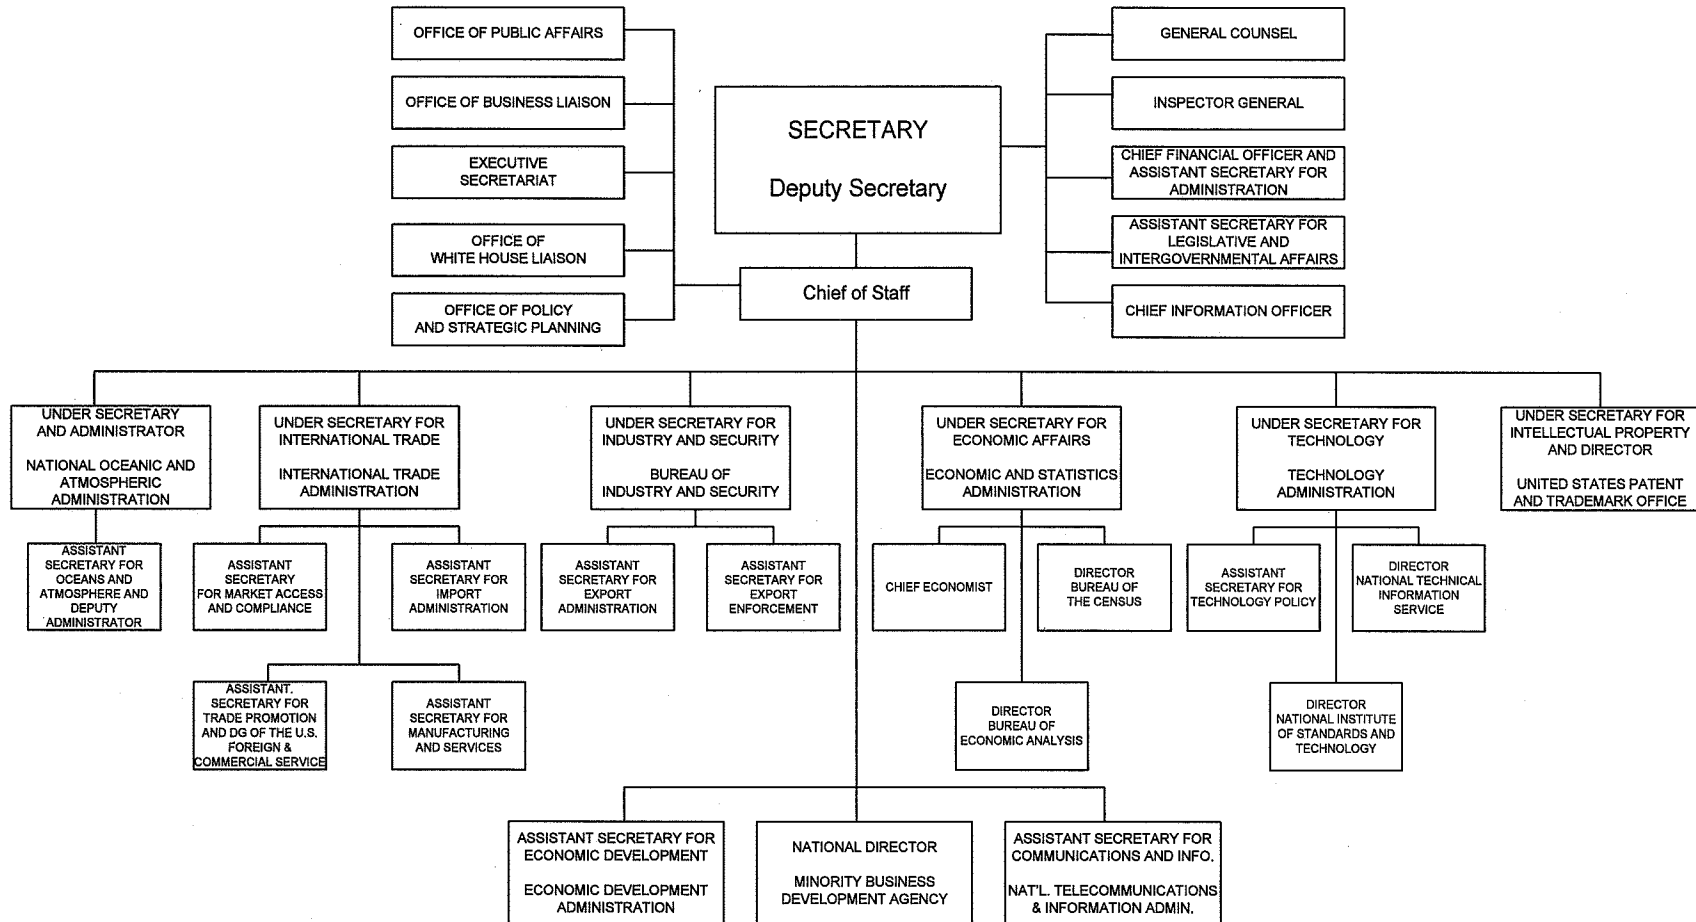 OFFICE OF PUBLIC AFFAIRS
OFFICE OF BUSINESS LIAISON
EXECUTIVE
SECRETARIAT
OFFICE OF
WHITE HOUSE LIAISON
OFFICE OF POLICY
AND STRATEGIC PLANNING
SECRETARY
Deputy Secretary
Chief of Staff
GENERAL COUNSEL
INSPECTOR GENERAL
CHIEF FINANCIAL OFFICER AND
ASSISTANT SECRETARY FOR
ADMINISTRATION
ASSISTANT SECRETARY FOR
LEGISLATIVE AND
INTERGOVERNMENTAL AFFAIRS
CHIEF INFORMATION OFFICER
UNDER SECRETARY
AND ADMINISTRATOR
NATIONAL OCEANIC AND
ATMOSPHERIC
ADMINISTRATION
UNDER SECRETARY FOR
INTERNATIONAL TRADE
INTERNATIONAL TRADE
ADMINISTRATION
UNDER SECRETARY FOR
INDUSTRY AND SECURITY
BUREAU OF
INDUSTRY AND SECURITY
UNDER SECRETARY FOR
ECONOMIC AFFAIRS
ECONOMIC AND STATISTICS
ADMINISTRATION
UNDER SECRETARY FOR
TECHNOLOGY
TECHNOLOGY
ADMINISTRATION
UNDER SECRETARY FOR
INTELLECTUAL PROPERTY
AND DIRECTOR
UNITED STATES PATENT
AND TRADEMARK OFFICE
ASSISTANT
SECRETARY FOR
OCEANS AND
ATMOSPHERE AND
DEPUTY
ADMINISTRATOR
ASSISTANT
SECRETARY
FOR MARKET ACCESS
AND COMPLIANCE
ASSISTANT
SECRETARY FOR
IMPORT
ADMINISTRATION
ASSISTANT
SECRETARY FOR
EXPORT
ADMINISTRATION
ASSISTANT
SECRETARY FOR
EXPORT
ENFORCEMENT
CHIEF ECONOMIST
DIRECTOR
BUREAU OF
THE CENSUS
ASSISTANT
SECRETARY FOR
TECHNOLOGY POLICY
DIRECTOR
NATIONAL TECHNICAL
INFORMATION
SERVICE
ASSISTANT.
SECRETARY FOR
TRADE PROMOTION
AND DG OF THE U.S.
FOREIGN &
COMMERCIAL SERVICE
ASSISTANT
SECRETARY FOR
MANUFACTURING
AND SERVICES
DIRECTOR
BUREAU OF
ECONOMIC ANALYSIS
DIRECTOR
NATIONAL INSTITUTE
OF STANDARDS AND
TECHNOLOGY
ASSISTANT SECRETARY FOR
ECONOMIC DEVELOPMENT
ECONOMIC DEVELOPMENT
ADMINISTRATION
NATIONAL DIRECTOR
MINORITY BUSINESS
DEVELOPMENT AGENCY
ASSISTANT SECRETARY FOR
COMMUNICATIONS AND INFO.
NAT'L. TELECOMMUNICATIONS
& INFORMATION ADMIN.